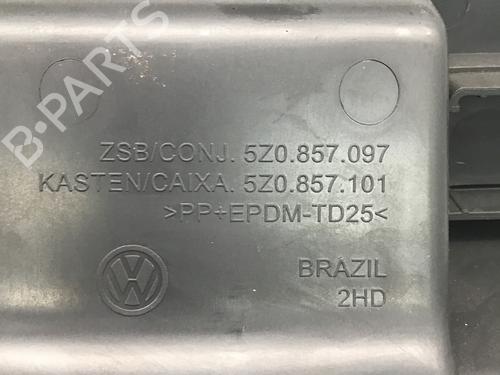 B-PARTS
ZSB/CONJ. 5Z0.857.097
KASTEN/CAIXA. 5Z0.857.101
>PP+EPDM-TD25<
BRAZIL
2HD